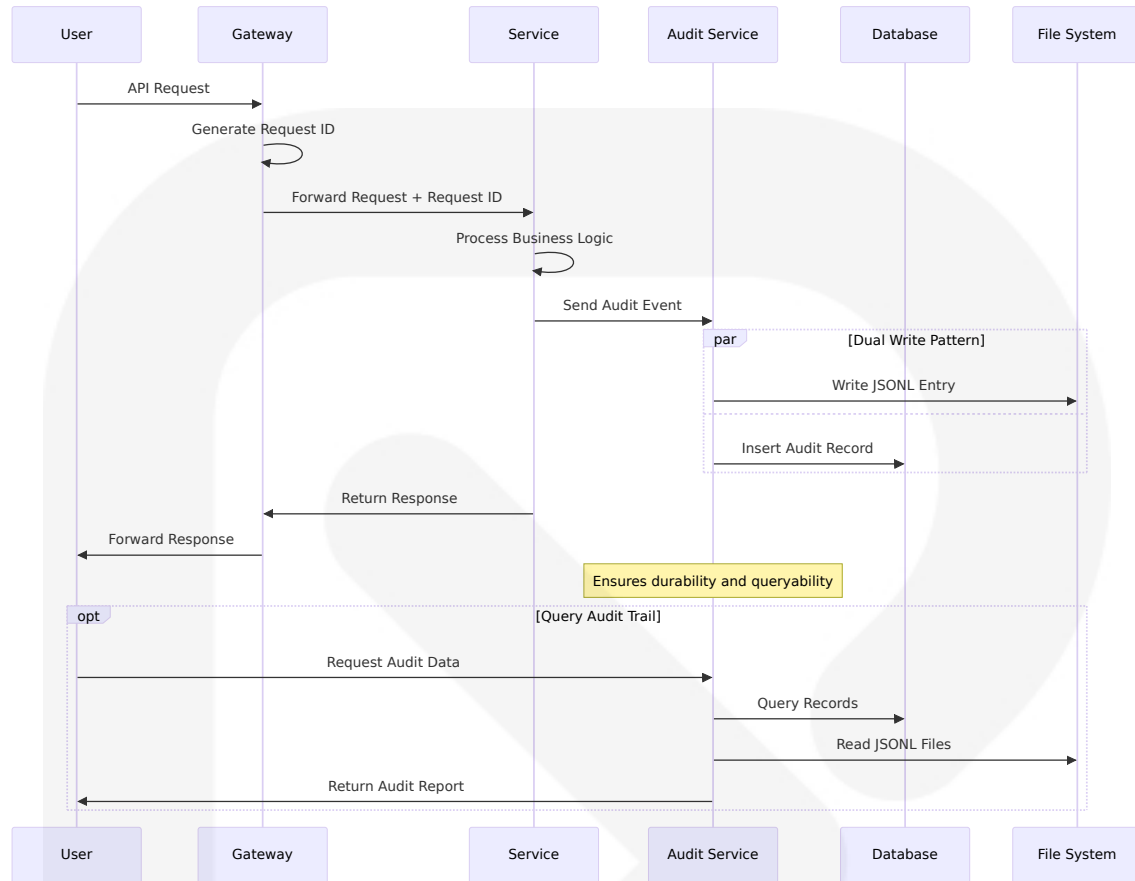 User
Gateway
Service
Audit Service
Database
File System
API Request
Generate Request ID
Forward Request + Request ID
Process Business Logic
Send Audit Event
par
[Dual Write Pattern]
Write JSONL Entry
Insert Audit Record
Return Response
Forward Response
Ensures durability and queryability
opt
[Query Audit Trail]
Request Audit Data
Query Records
Read JSONL Files
Return Audit Report
User
Gateway
Service
Audit Service
Database
File System